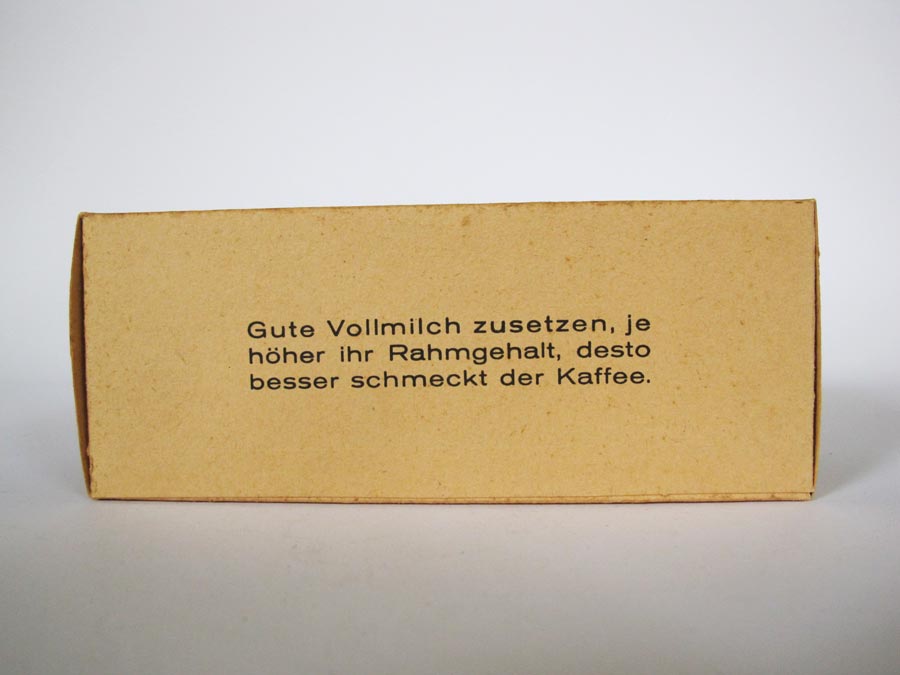 Gute Vollmilch zusetzen, je
höher ihr Rahmgehalt, desto
besser schmeckt der Kaffee.